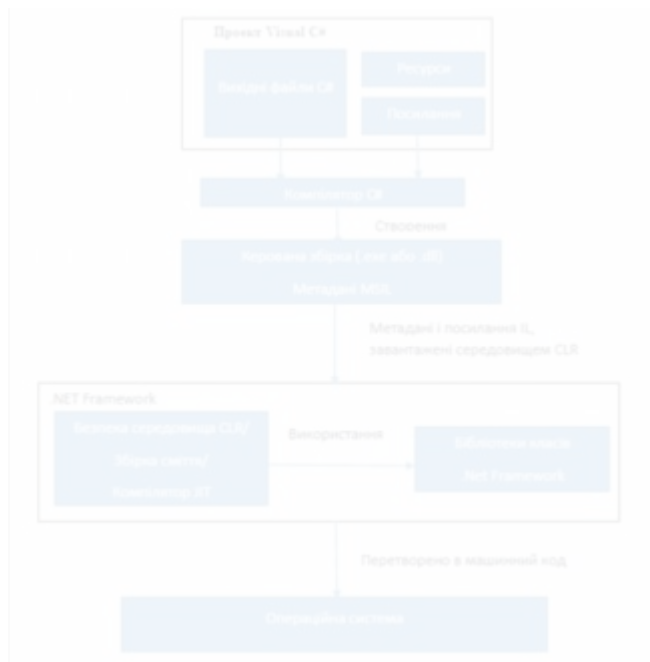 Проект Visual C#
Вихідні файли C#
Ресурси
Посилання
Компілятор C#
Створення
Керована збірка (.exe або .dll)
Метадані MSIL
Метадані і посилання IL,
завантажені середовищем CLR
NET Framework
Безпека середовища CLR/
Збірка сміття/
Компілятор JIT
Використання
Бібліотеки класів
Net Framework
Перетворено в машинний код
Операційна система